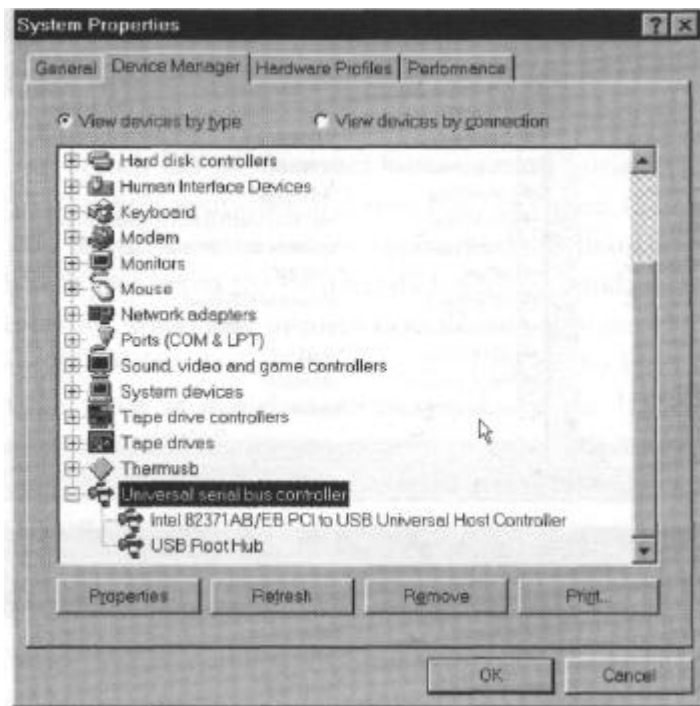 System Properties
General Device Manager Hardware Profiles Performance
View devices by type View devices by connection
Hard disk controllers
Human Interface Devices
Keyboard
Modem
Monitors
Mouse
Network adapters
Ports (COM & LPT)
Sound, video and game controllers
System devices
Tape drive controllers
Tape drives
Thermusb
Universal serial bus controller
Intel 82371AB/EB PCI to USB Universal Host Controller
USB Root Hub
Properties Refresh Remove Print...
OK Cancel